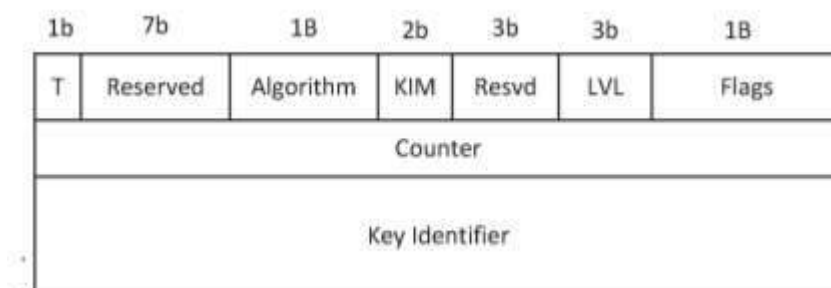 1b 7b 1B 2b 3b 3b 1B
T Reserved Algorithm KIM Resvd LVL Flags
Counter
Key Identifier